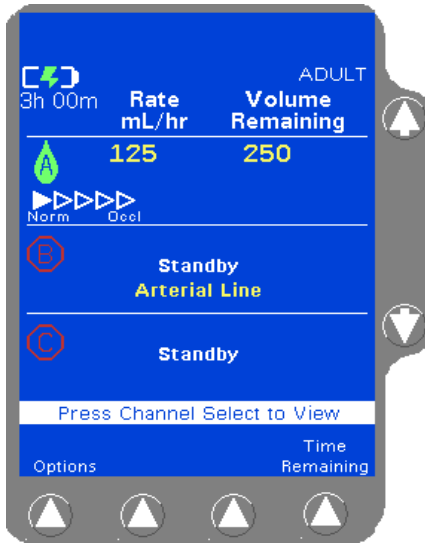 ADULT
3h 00m Rate Volume
mL/hr Remaining
A 125 250
Norm Occl
B
Standby
Arterial Line
C
Standby
Press Channel Select to View
Time
Options Remaining